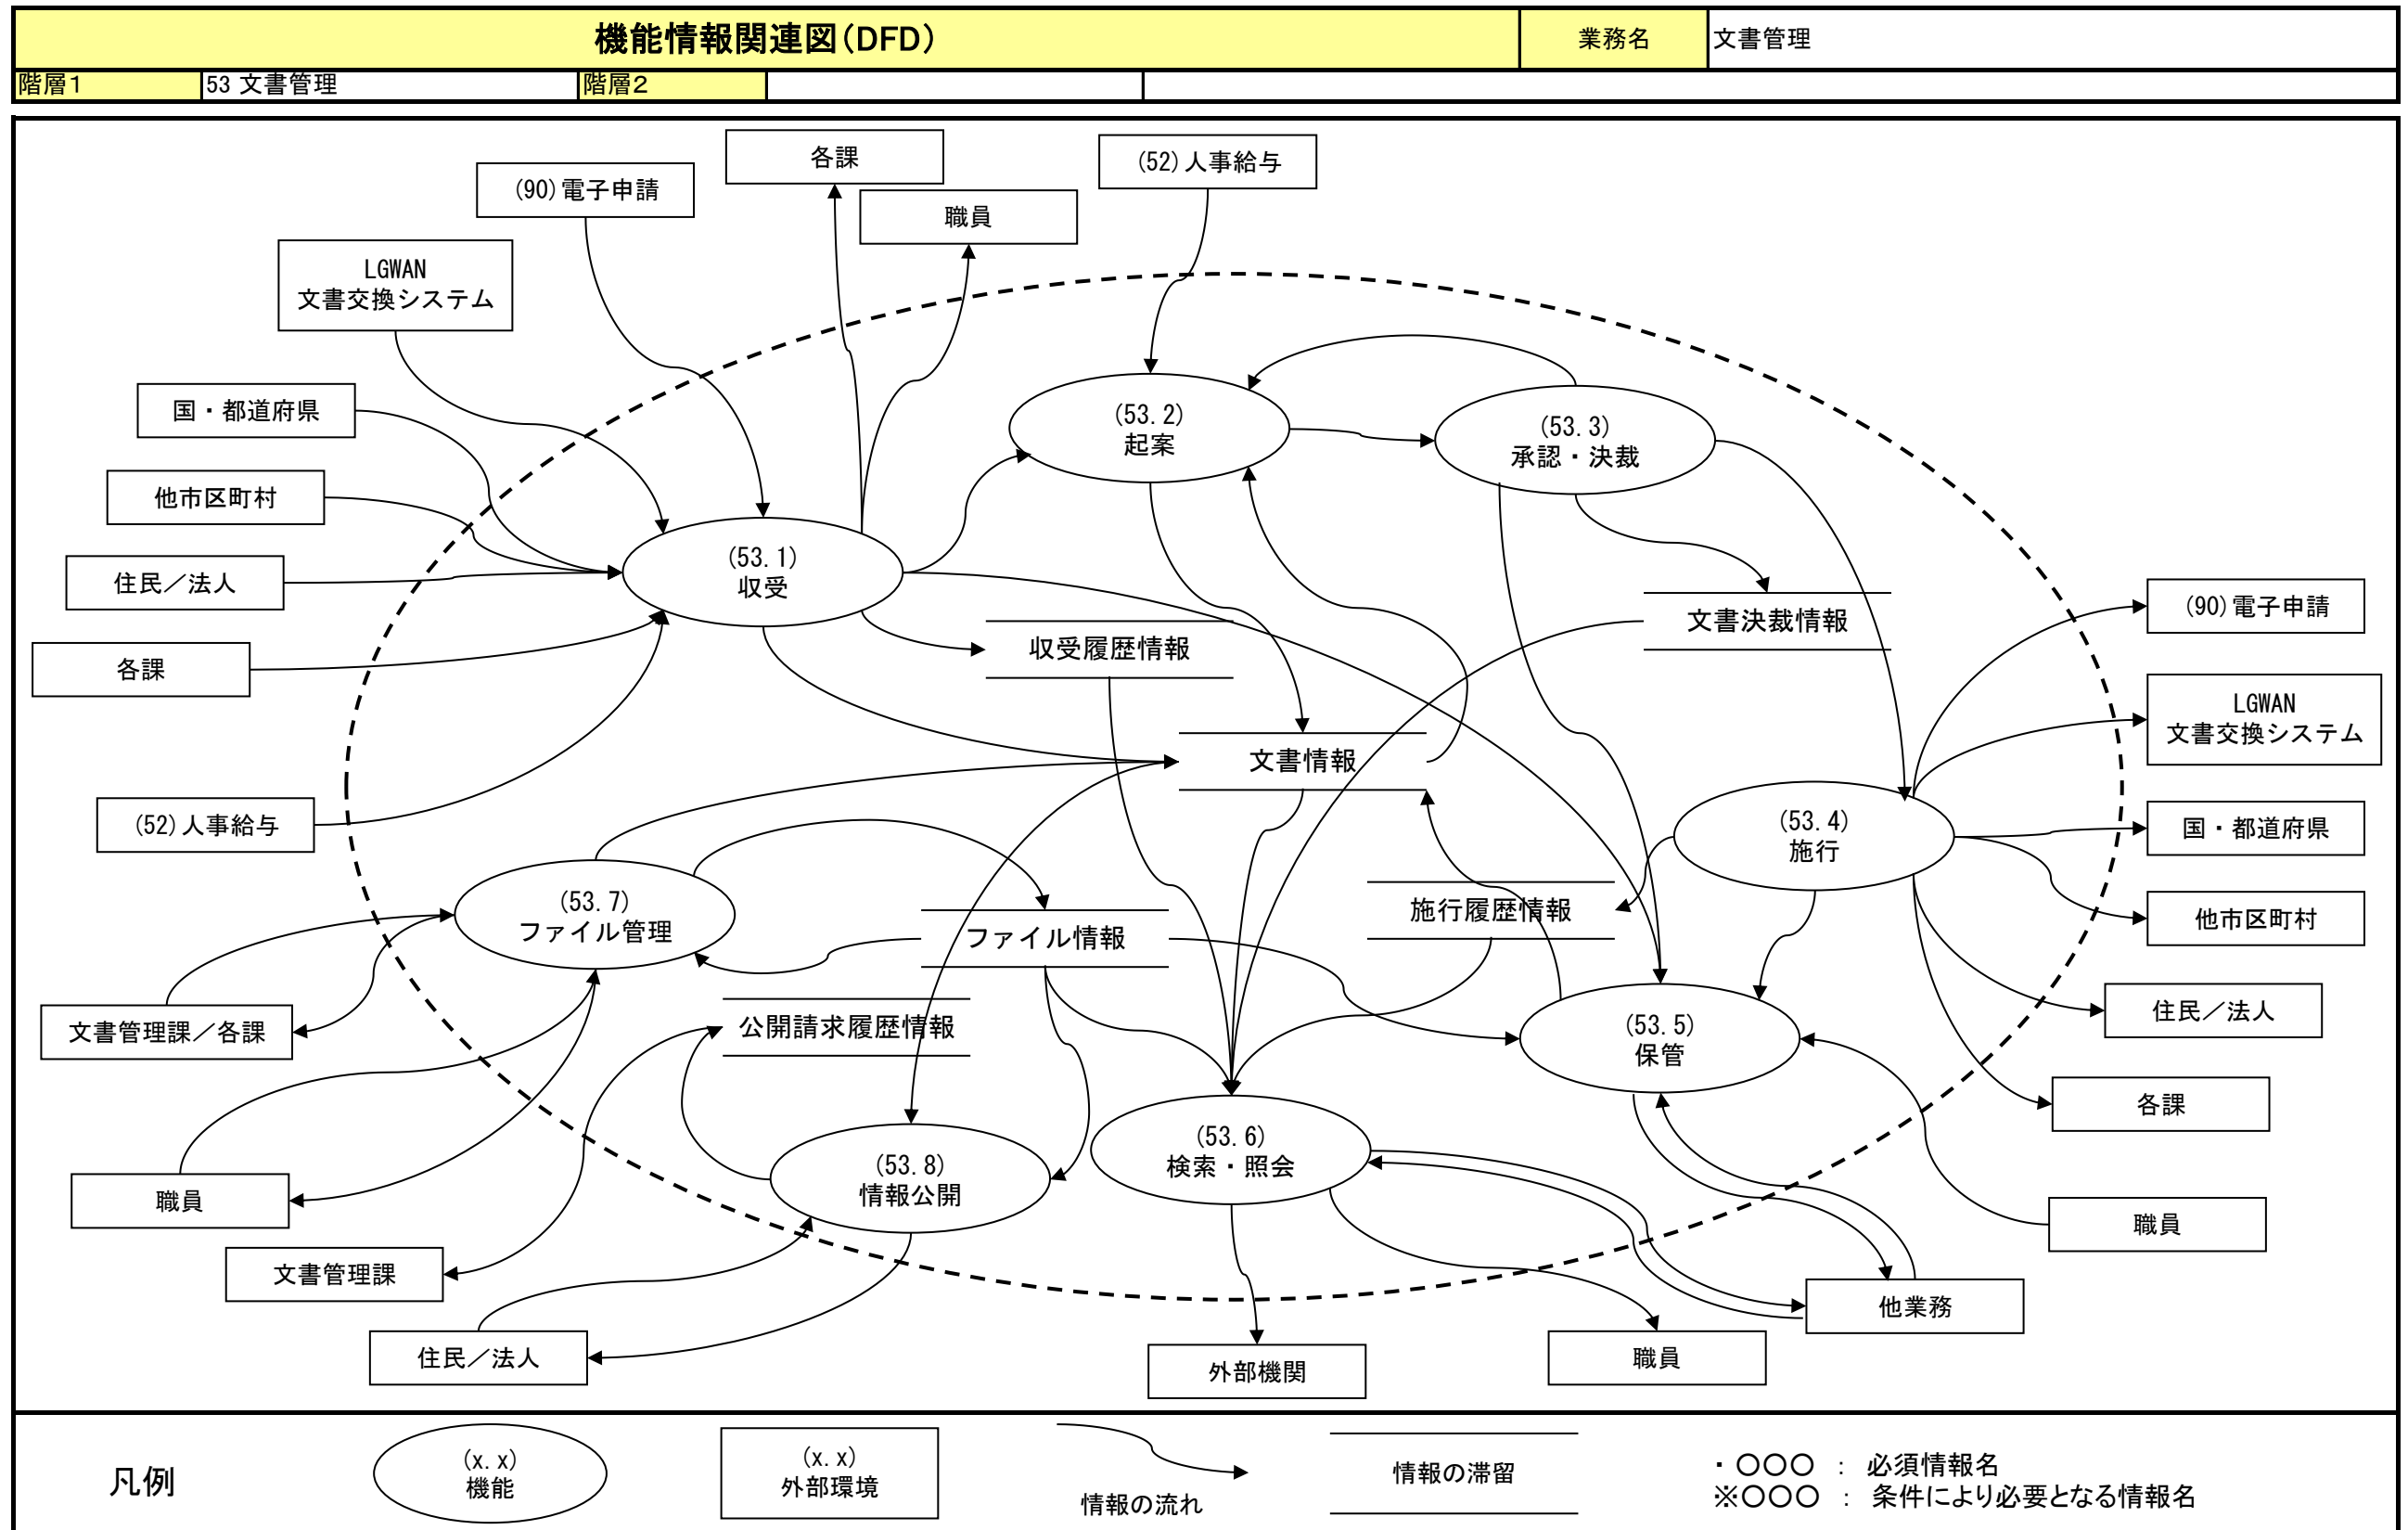 機能情報関連図(DFD)
業務名
文書管理
階層1
53 文書管理
階層2
各課
(52)人事給与
(90)電子申請
職員
LGWAN
文書交換システム
国・都道府県
(53.2)
起案
(53.3)
承認・決裁
他市区町村
(53.1)
収受
住民／法人
(90)電子申請
文書決裁情報
収受履歴情報
各課
LGWAN
文書交換システム
文書情報
(52)人事給与
(53.4)
施行
国・都道府県
(53.7)
ファイル管理
施行履歴情報
他市区町村
ファイル情報
住民／法人
文書管理課／各課
公開請求履歴情報
(53.5)
保管
各課
(53.6)
検索・照会
(53.8)
情報公開
職員
職員
文書管理課
他業務
住民／法人
職員
外部機関
凡例
(x.x)
機能
(x.x)
外部環境
情報の流れ
情報の滞留
・○○○ ： 必須情報名
※○○○ ： 条件により必要となる情報名